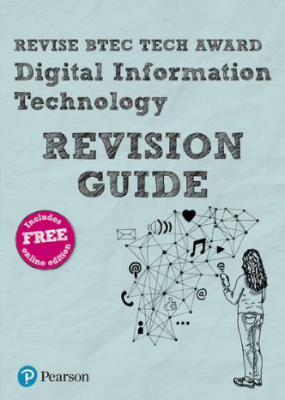 REVISE BTEC TECH AWARD
Digital Information
Technology
REVISION
GUIDE
Includes
FREE
online edition
Pearson